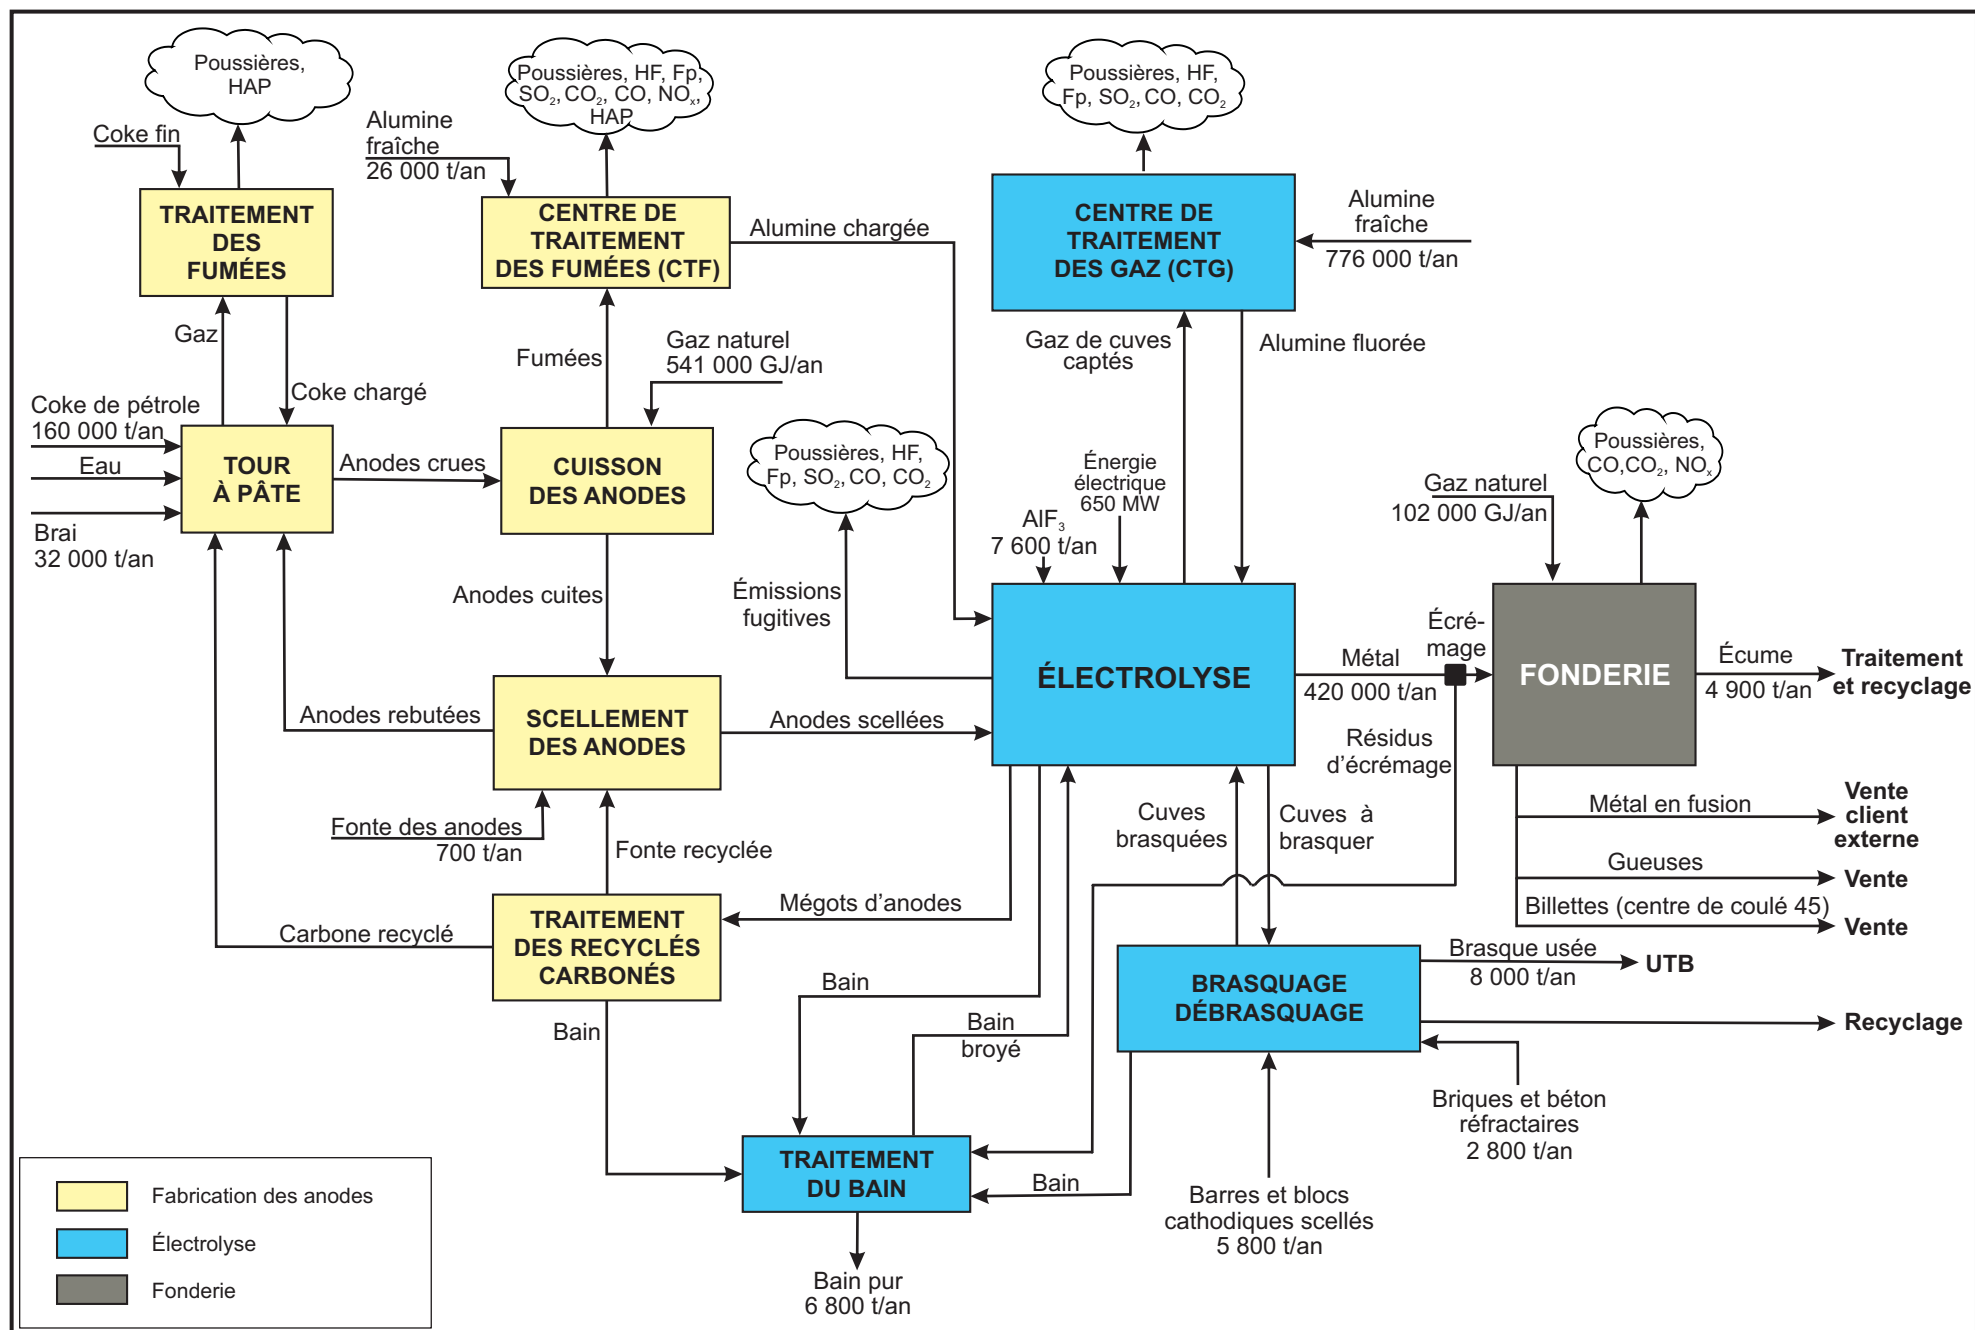 Poussières,
HAP
Poussières, HF, Fp,
SO₂, CO₂, CO, NOₓ,
HAP
Poussières, HF,
Fp, SO₂, CO, CO₂
Coke fin
Alumine
fraîche
26 000 t/an
TRAITEMENT
DES
FUMÉES
CENTRE DE
TRAITEMENT
DES FUMÉES (CTF)
Alumine chargée
CENTRE DE
TRAITEMENT
DES GAZ (CTG)
Alumine
fraîche
776 000 t/an
Gaz
Coke chargé
Fumées
Gaz naturel
541 000 GJ/an
Gaz de cuves
captés
Alumine fluorée
Coke de pétrole
160 000 t/an
Eau
Brai
32 000 t/an
TOUR
À PÂTE
Anodes crues
CUISSON
DES ANODES
Poussières, HF,
Fp, SO₂, CO, CO₂
Énergie
électrique
650 MW
AlF₃
7 600 t/an
Poussières,
CO,CO₂, NOₓ
Gaz naturel
102 000 GJ/an
Anodes cuites
Émissions
fugitives
ÉLECTROLYSE
Métal
420 000 t/an
Écré-
mage
FONDERIE
Écume
4 900 t/an
Traitement
et recyclage
Anodes rebutées
SCELLEMENT
DES ANODES
Anodes scellées
Résidus
d’écrémage
Fonte des anodes
700 t/an
Fonte recyclée
Cuves
brasquées
Cuves à
brasquer
Métal en fusion
Vente
client
externe
Gueuses
Vente
Billettes (centre de coulé 45)
Vente
Mégots d’anodes
Carbone recyclé
TRAITEMENT
DES RECYCLÉS
CARBONÉS
Brasque usée
8 000 t/an
UTB
BRASQUAGE
DÉBRASQUAGE
Recyclage
Bain
Bain
Bain
broyé
Briques et béton
réfractaires
2 800 t/an
TRAITEMENT
DU BAIN
Bain
Barres et blocs
cathodiques scellés
5 800 t/an
Bain pur
6 800 t/an
Fabrication des anodes
Électrolyse
Fonderie